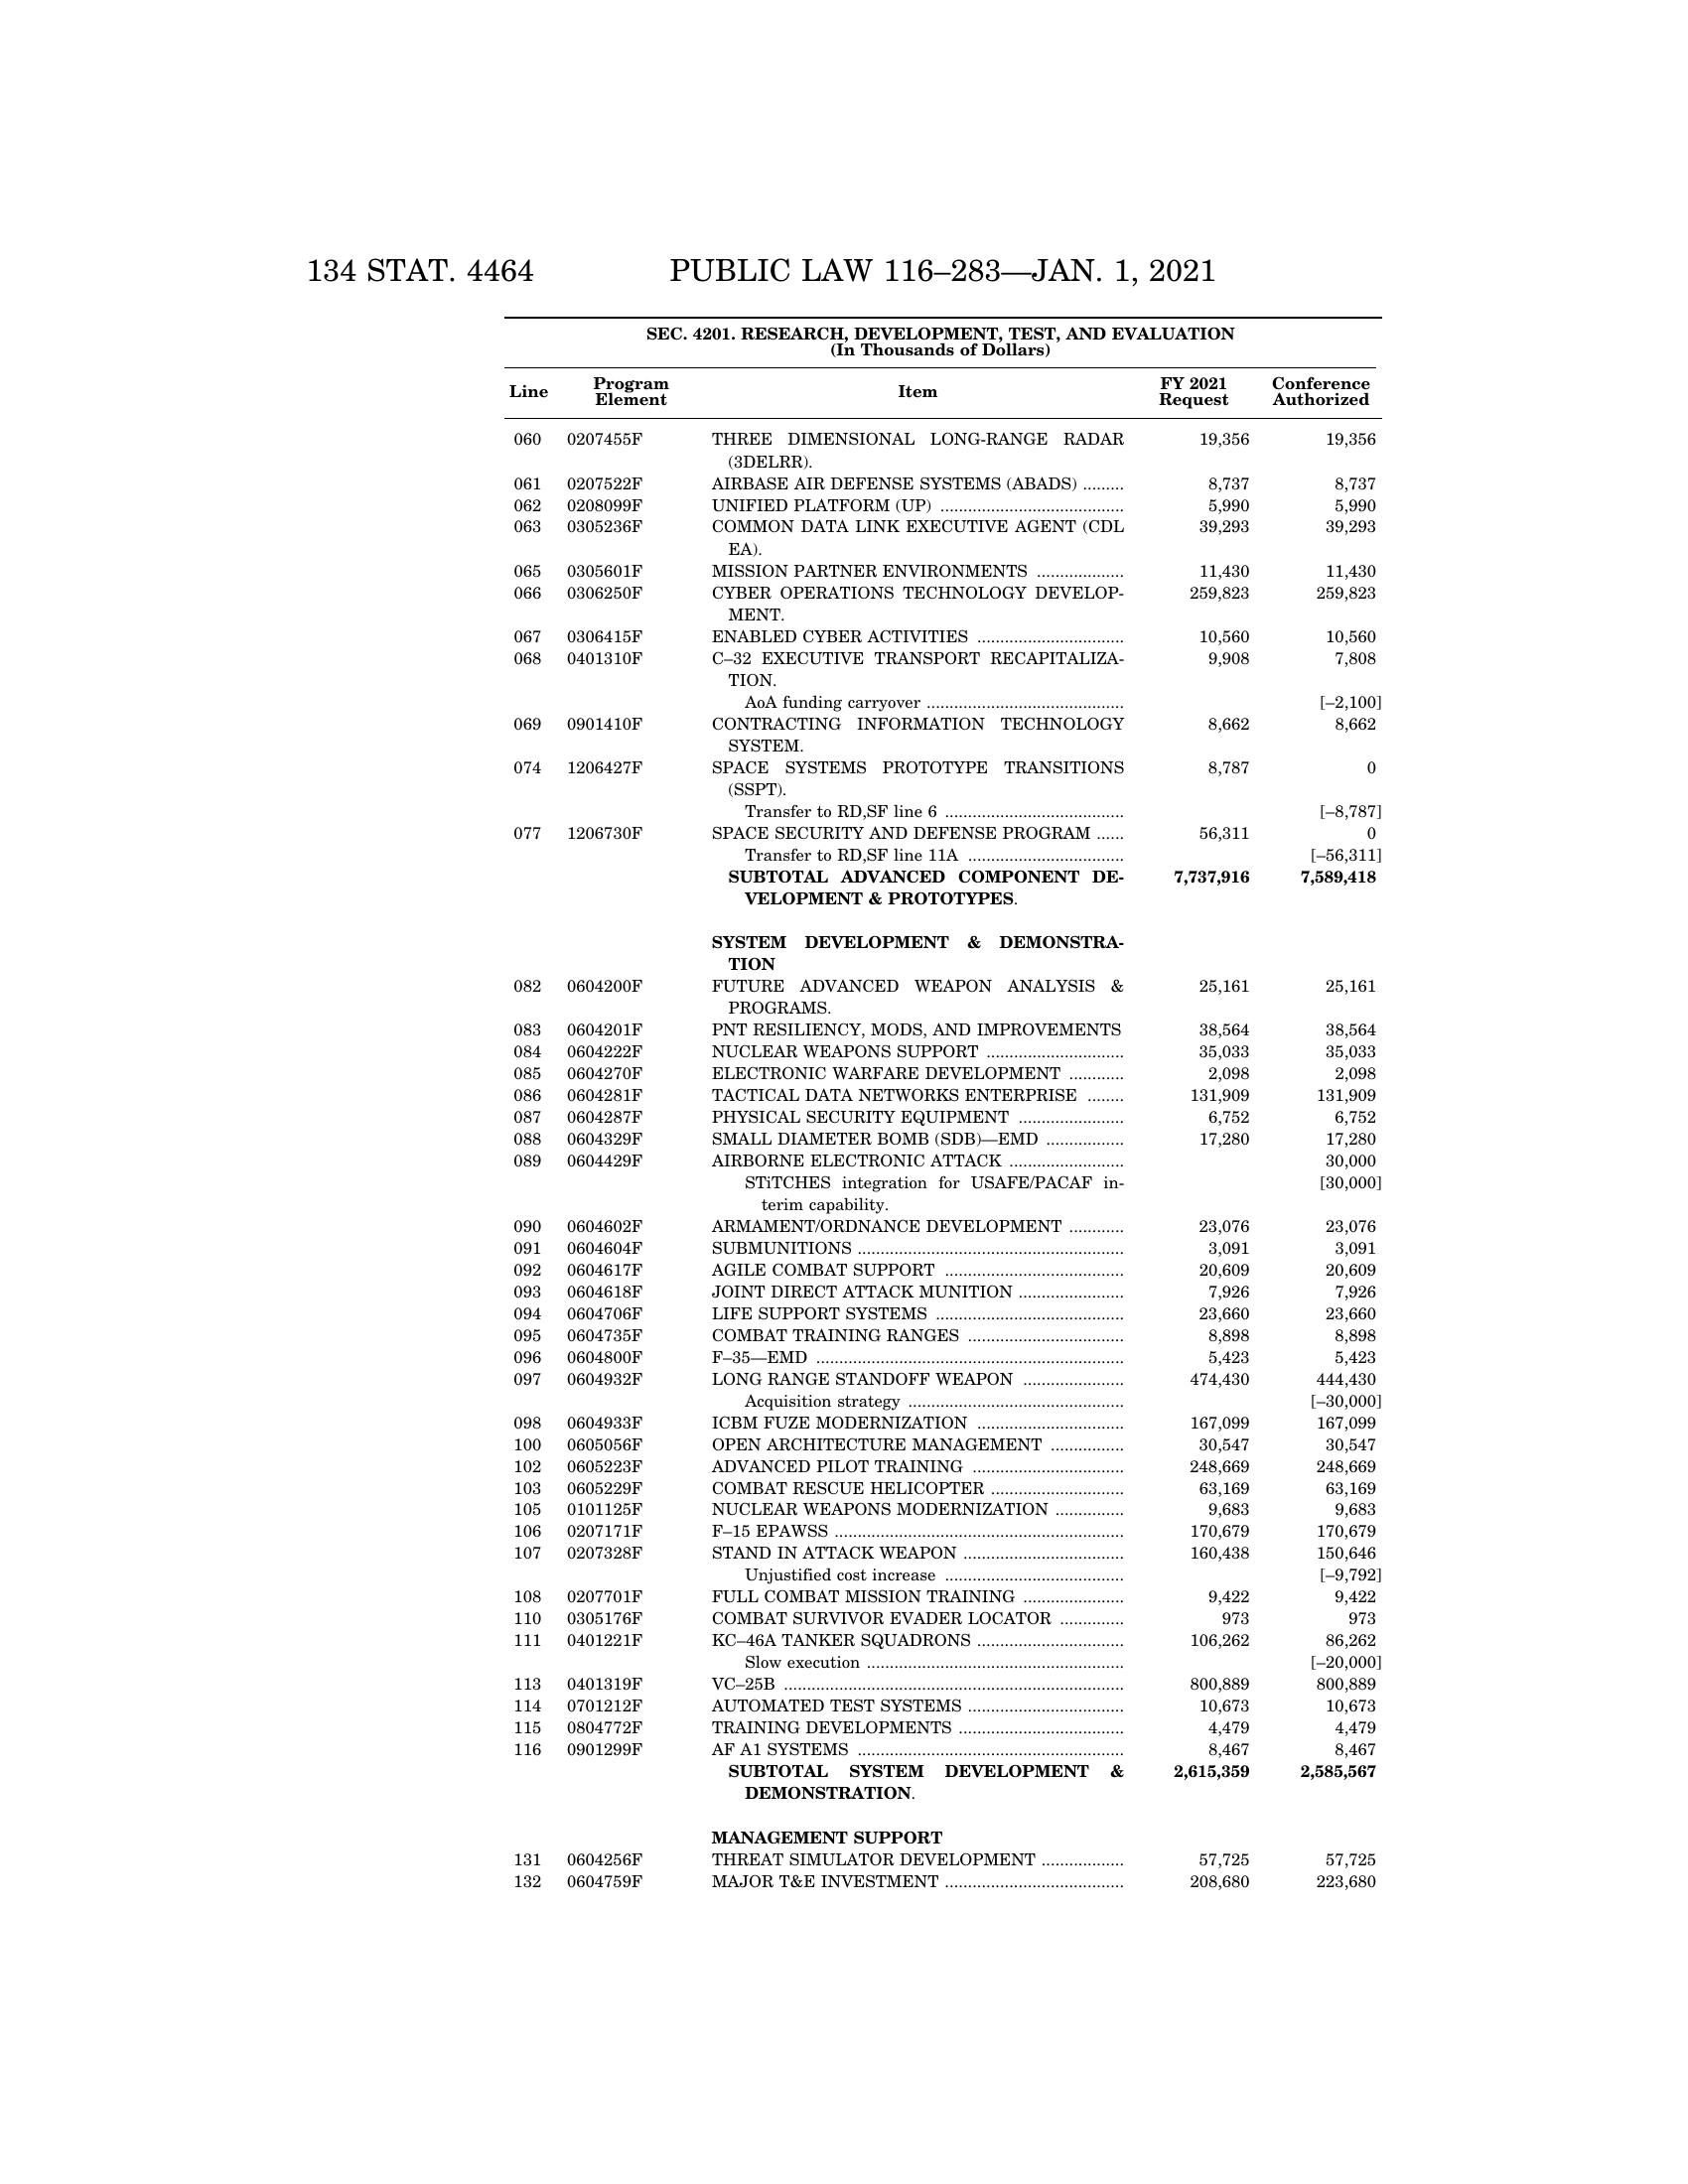 134 STAT. 4464 PUBLIC LAW 116–283—JAN. 1, 2021
SEC. 4201. RESEARCH, DEVELOPMENT, TEST, AND EVALUATION
(In Thousands of Dollars)
Line Program Element Item FY 2021 Request Conference Authorized
060 0207455F THREE DIMENSIONAL LONG-RANGE RADAR 19,356 19,356
(3DELRR).
061 0207522F AIRBASE AIR DEFENSE SYSTEMS (ABADS) ......... 8,737 8,737
062 0208099F UNIFIED PLATFORM (UP) ........................................ 5,990 5,990
063 0305236F COMMON DATA LINK EXECUTIVE AGENT (CDL 39,293 39,293
EA).
065 0305601F MISSION PARTNER ENVIRONMENTS ................... 11,430 11,430
066 0306250F CYBER OPERATIONS TECHNOLOGY DEVELOP- 259,823 259,823
MENT.
067 0306415F ENABLED CYBER ACTIVITIES ................................ 10,560 10,560
068 0401310F C–32 EXECUTIVE TRANSPORT RECAPITALIZA- 9,908 7,808
TION.
AoA funding carryover ........................................... [–2,100]
069 0901410F CONTRACTING INFORMATION TECHNOLOGY 8,662 8,662
SYSTEM.
074 1206427F SPACE SYSTEMS PROTOTYPE TRANSITIONS 8,787 0
(SSPT).
Transfer to RD,SF line 6 ....................................... [–8,787]
077 1206730F SPACE SECURITY AND DEFENSE PROGRAM ...... 56,311 0
Transfer to RD,SF line 11A .................................. [–56,311]
SUBTOTAL ADVANCED COMPONENT DE- 7,737,916 7,589,418
VELOPMENT & PROTOTYPES.
SYSTEM DEVELOPMENT & DEMONSTRA-
TION
082 0604200F FUTURE ADVANCED WEAPON ANALYSIS & 25,161 25,161
PROGRAMS.
083 0604201F PNT RESILIENCY, MODS, AND IMPROVEMENTS 38,564 38,564
084 0604222F NUCLEAR WEAPONS SUPPORT .............................. 35,033 35,033
085 0604270F ELECTRONIC WARFARE DEVELOPMENT ............ 2,098 2,098
086 0604281F TACTICAL DATA NETWORKS ENTERPRISE ........ 131,909 131,909
087 0604287F PHYSICAL SECURITY EQUIPMENT ....................... 6,752 6,752
088 0604329F SMALL DIAMETER BOMB (SDB)—EMD ................. 17,280 17,280
089 0604429F AIRBORNE ELECTRONIC ATTACK ......................... 30,000
STiTCHES integration for USAFE/PACAF in- [30,000]
terim capability.
090 0604602F ARMAMENT/ORDNANCE DEVELOPMENT ............ 23,076 23,076
091 0604604F SUBMUNITIONS .......................................................... 3,091 3,091
092 0604617F AGILE COMBAT SUPPORT ....................................... 20,609 20,609
093 0604618F JOINT DIRECT ATTACK MUNITION ....................... 7,926 7,926
094 0604706F LIFE SUPPORT SYSTEMS ......................................... 23,660 23,660
095 0604735F COMBAT TRAINING RANGES .................................. 8,898 8,898
096 0604800F F–35—EMD ................................................................... 5,423 5,423
097 0604932F LONG RANGE STANDOFF WEAPON ...................... 474,430 444,430
Acquisition strategy ............................................... [–30,000]
098 0604933F ICBM FUZE MODERNIZATION ................................ 167,099 167,099
100 0605056F OPEN ARCHITECTURE MANAGEMENT ................ 30,547 30,547
102 0605223F ADVANCED PILOT TRAINING ................................. 248,669 248,669
103 0605229F COMBAT RESCUE HELICOPTER ............................. 63,169 63,169
105 0101125F NUCLEAR WEAPONS MODERNIZATION ............... 9,683 9,683
106 0207171F F–15 EPAWSS ............................................................... 170,679 170,679
107 0207328F STAND IN ATTACK WEAPON ................................... 160,438 150,646
Unjustified cost increase ....................................... [–9,792]
108 0207701F FULL COMBAT MISSION TRAINING ...................... 9,422 9,422
110 0305176F COMBAT SURVIVOR EVADER LOCATOR .............. 973 973
111 0401221F KC–46A TANKER SQUADRONS ................................ 106,262 86,262
Slow execution ........................................................ [–20,000]
113 0401319F VC–25B .......................................................................... 800,889 800,889
114 0701212F AUTOMATED TEST SYSTEMS .................................. 10,673 10,673
115 0804772F TRAINING DEVELOPMENTS .................................... 4,479 4,479
116 0901299F AF A1 SYSTEMS .......................................................... 8,467 8,467
SUBTOTAL SYSTEM DEVELOPMENT & 2,615,359 2,585,567
DEMONSTRATION.
MANAGEMENT SUPPORT
131 0604256F THREAT SIMULATOR DEVELOPMENT .................. 57,725 57,725
132 0604759F MAJOR T&E INVESTMENT ....................................... 208,680 223,680